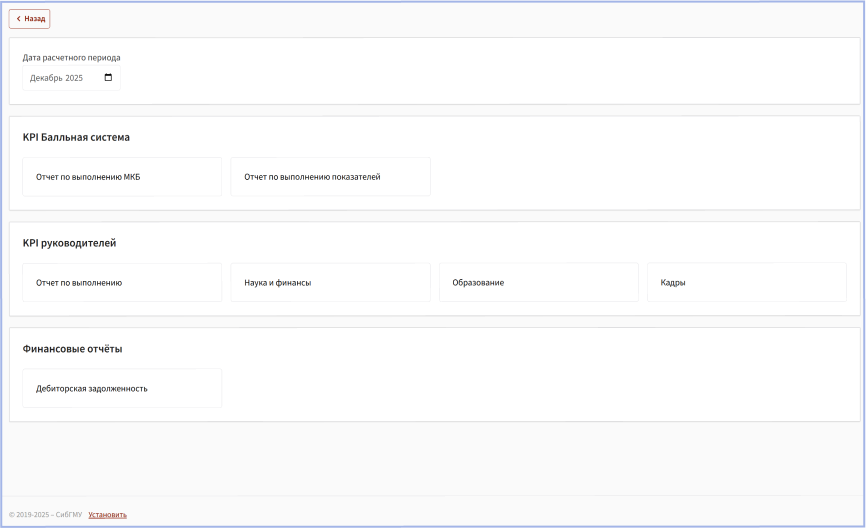 Назад
Дата расчетного периода
Декабрь 2025
KPI Балльная система
Отчет по выполнению МКБ
Отчет по выполнению показателей
KPI руководителей
Отчет по выполнению
Наука и финансы
Образование
Кадры
Финансовые отчёты
Дебиторская задолженность
© 2019-2025 – СибГМУ Установить